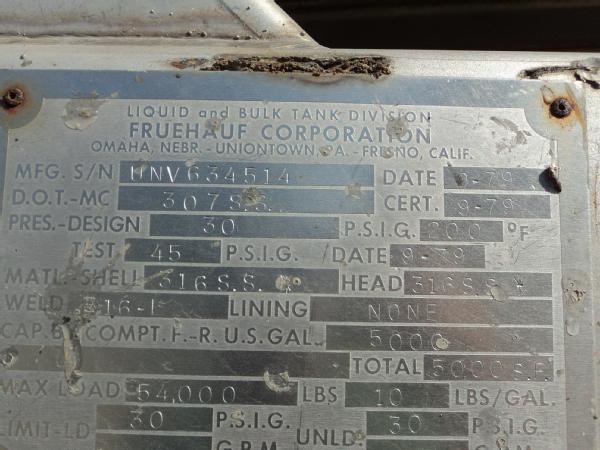 LIQUID and BULK TANK DIVISION
FRUEHAUF CORPORATION
OMAHA, NEBR. - UNIONTOWN, PA. - FRESNO, CALIF.
MFG. S/N UNV634514 DATE 9-79
D.O.T.-MC 307S.S. CERT. 9-79
PRES.-DESIGN 30 P.S.I.G. 200 °F
TEST 45 P.S.I.G. DATE 9-79
MATL.-SHELL 316S.S. HEAD 316S.S.
WELD 316-L LINING NONE
CAP. COMPT. F.-R. U.S. GAL. 5000
TOTAL 5000
MAX LOAD 54,000 LBS 10 LBS/GAL.
LIMIT-LD 30 P.S.I.G. UNLD: 30 P.S.I.G.
G.P.M.